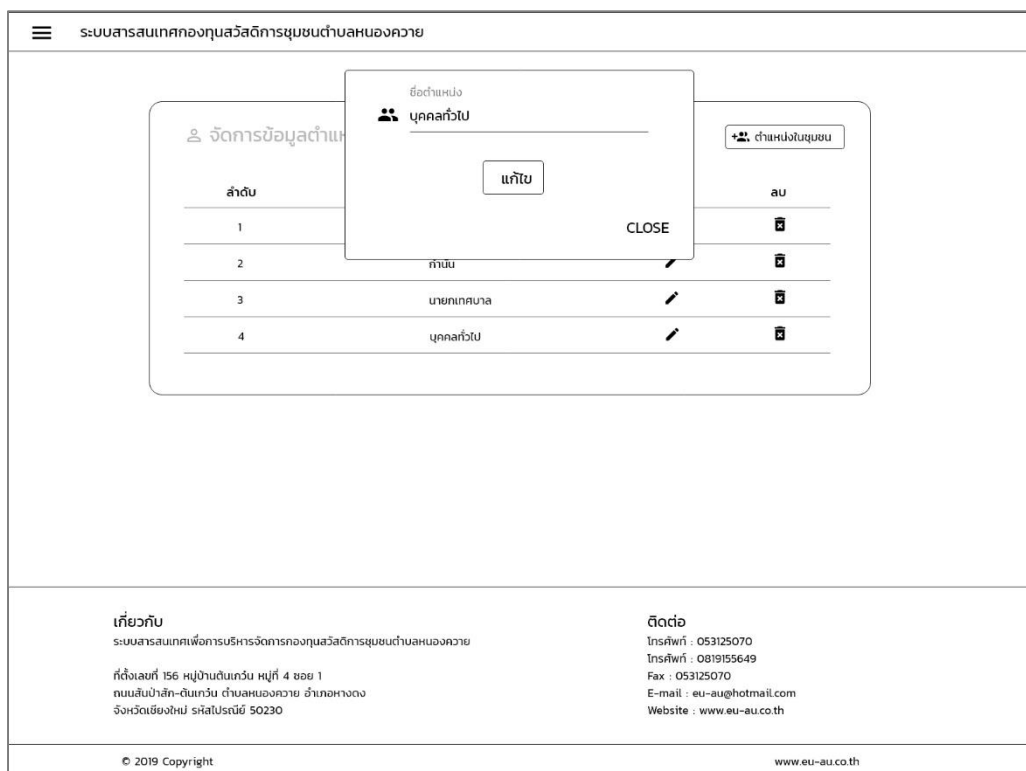 ระบบสารสนเทศกองทุนสวัสดิการชุมชนตำบลหนองควาย
ชื่อตำแหน่ง
บุคคลทั่วไป
แก้ไข
CLOSE
จัดการข้อมูลตำแห
ตำแหน่งในชุมชน
ลำดับ ลบ
1
2 กำนัน
3 นายกเทศบาล
4 บุคคลทั่วไป
เกี่ยวกับ
ระบบสารสนเทศเพื่อการบริหารจัดการกองทุนสวัสดิการชุมชนตำบลหนองควาย
ที่ตั้งเลขที่ 156 หมู่บ้านต้นเกว๋น หมู่ที่ 4 ซอย 1
ถนนสันป่าสัก-ต้นเกว๋น ตำบลหนองควาย อำเภอหางดง
จังหวัดเชียงใหม่ รหัสไปรณีย์ 50230
ติดต่อ
โทรศัพท์ : 053125070
โทรศัพท์ : 0819155649
Fax : 053125070
E-mail : eu-au@hotmail.com
Website : www.eu-au.co.th
© 2019 Copyright
www.eu-au.co.th